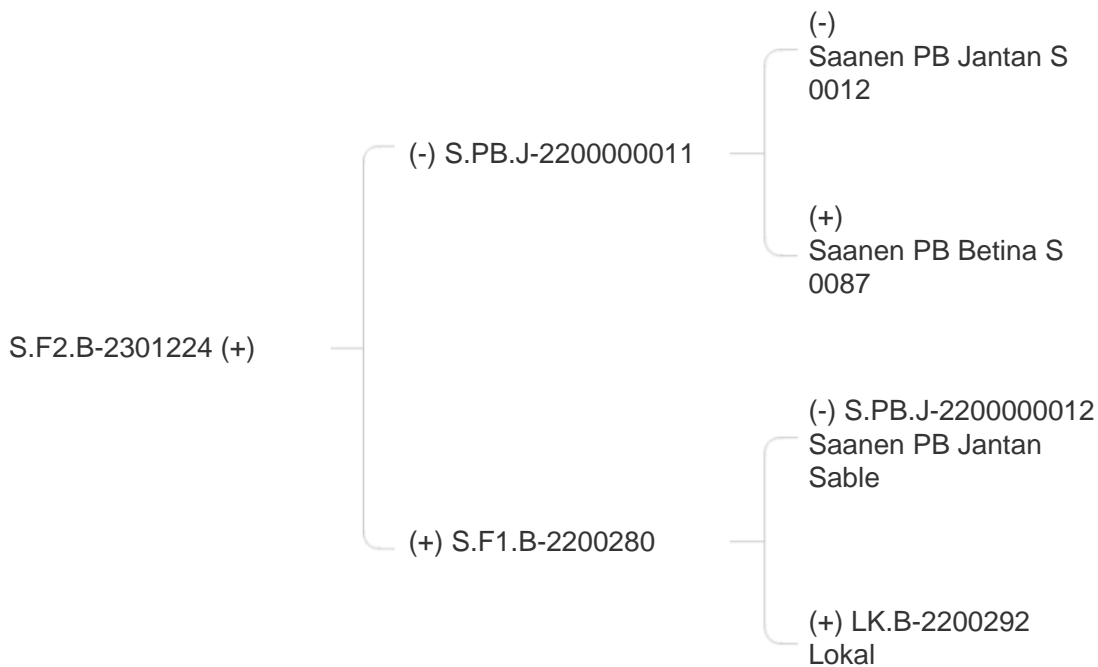 (-)
Saanen PB Jantan S
0012
(-) S.PB.J-2200000011
(+)
Saanen PB Betina S
0087
S.F2.B-2301224 (+)
(-) S.PB.J-2200000012
Saanen PB Jantan
Sable
(+) S.F1.B-2200280
(+) LK.B-2200292
Lokal